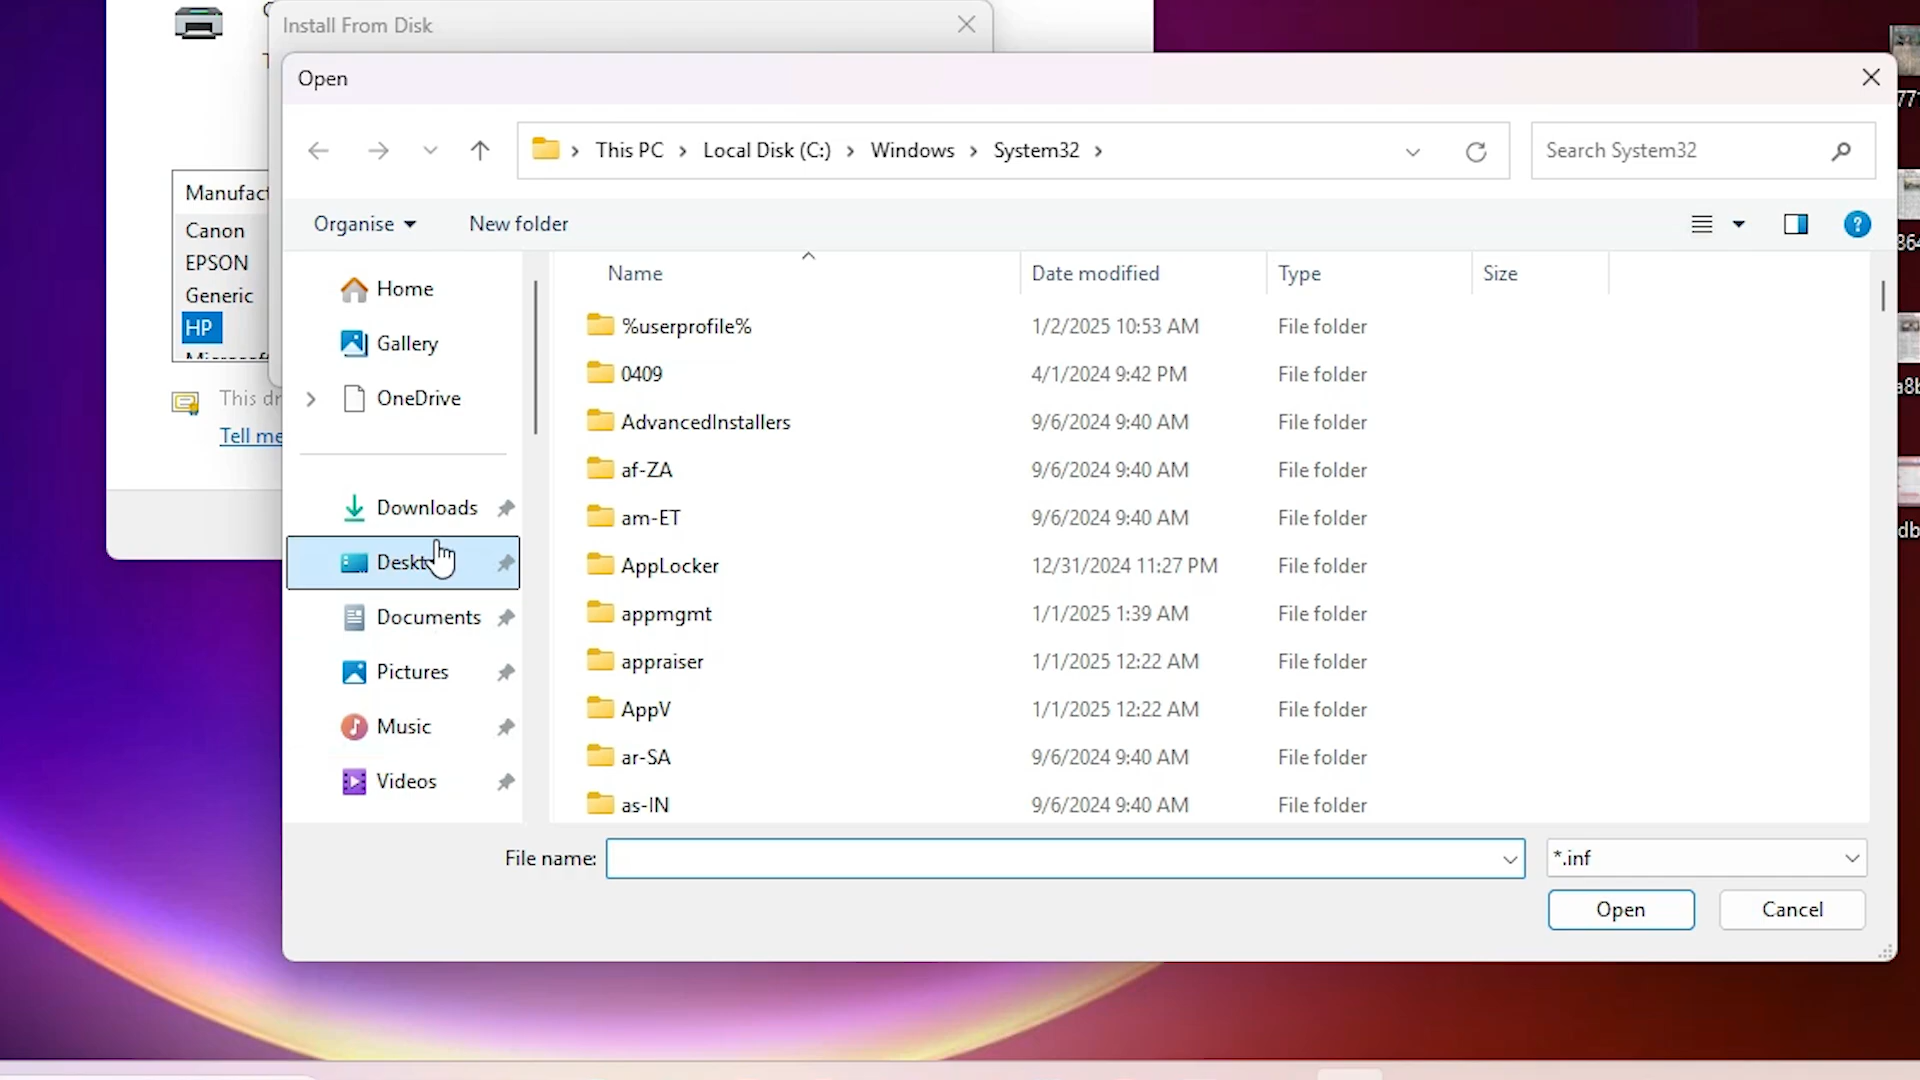 Install From Disk
Open
This PC > Local Disk (C:) > Windows > System32 >
Search System32
Organise
New folder
Manufact
Canon
EPSON
Generic
HP
Microsoft
This dr
Tell me
Home
Gallery
OneDrive
Downloads
Deskt
Documents
Pictures
Music
Videos
Name Date modified Type Size
%userprofile% 1/2/2025 10:53 AM File folder
0409 4/1/2024 9:42 PM File folder
AdvancedInstallers 9/6/2024 9:40 AM File folder
af-ZA 9/6/2024 9:40 AM File folder
am-ET 9/6/2024 9:40 AM File folder
AppLocker 12/31/2024 11:27 PM File folder
appmgmt 1/1/2025 1:39 AM File folder
appraiser 1/1/2025 12:22 AM File folder
AppV 1/1/2025 12:22 AM File folder
ar-SA 9/6/2024 9:40 AM File folder
as-IN 9/6/2024 9:40 AM File folder
File name:
*.inf
Open
Cancel